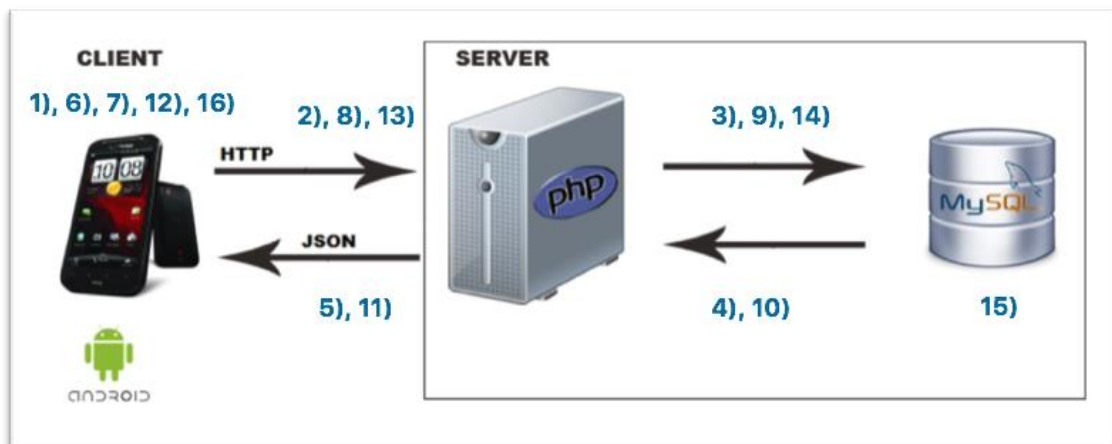 CLIENT
SERVER
1), 6), 7), 12), 16)
2), 8), 13)
3), 9), 14)
10:08
HTTP
php
MySQL
JSON
5), 11)
4), 10)
15)
ANDROID